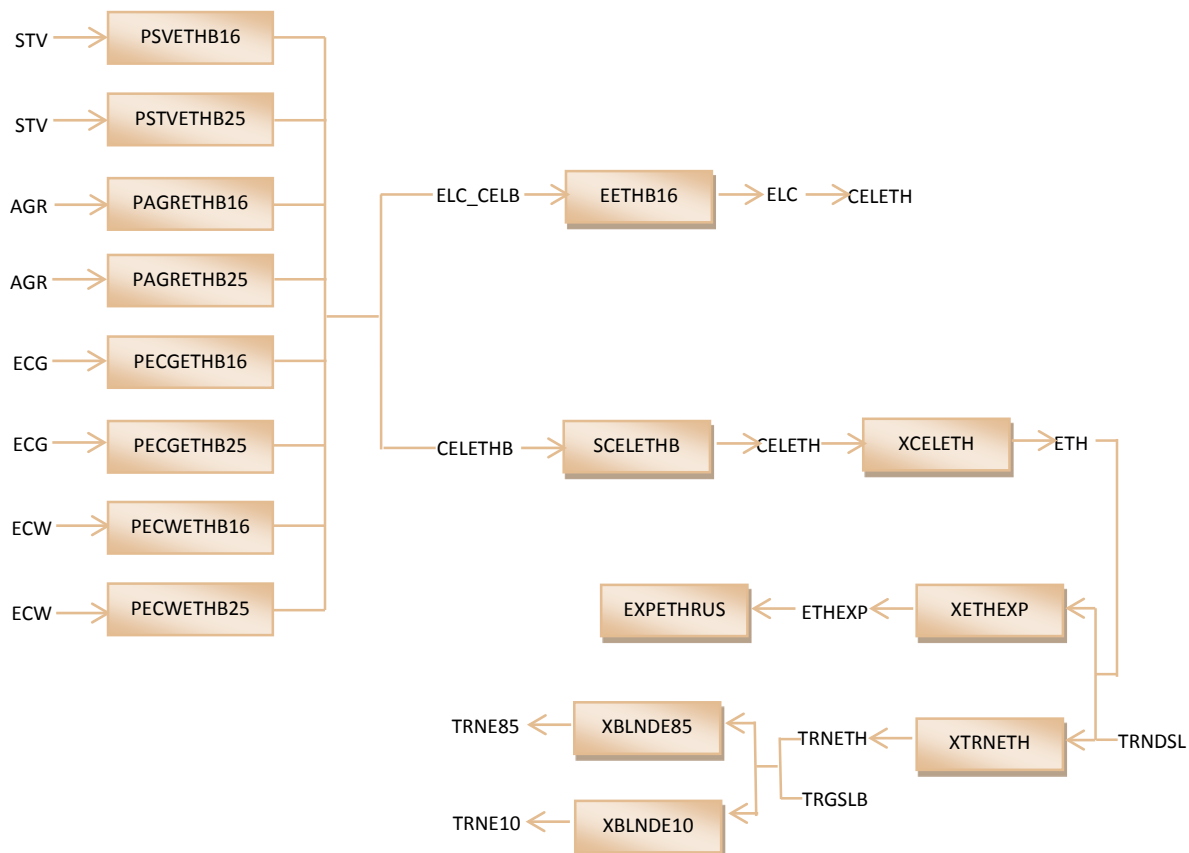 STV PSVETHB16
STV PSTVETHB25
AGR PAGRETHB16 ELC_CELB EETHB16 ELC CELETH
AGR PAGRETHB25
ECG PECGETHB16
ECG PECGETHB25 CELETHB SCELETHB CELETH XCELETH ETH
ECW PECWETHB16
ECW PECWETHB25 EXPETHRUS ETHEXP XETHEXP
TRNE85 XBLNDE85 TRNETH XTRNETH TRNDSL
TRGSLB
TRNE10 XBLNDE10